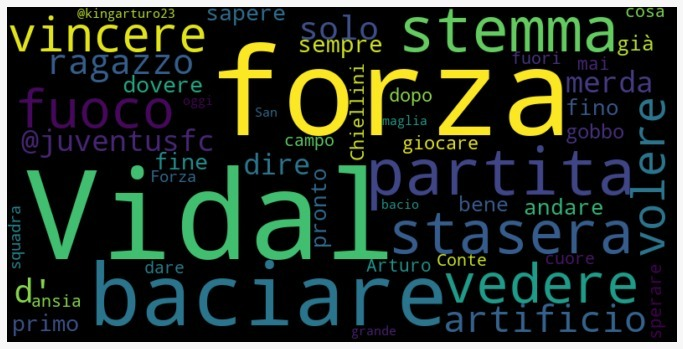 @kingarturo23
sapere
cosa
vincere
solo
stemma
ragazzo
sempre
già
forza
fuori
mai
dovere
merda
fuoco
oggi
San
Chiellini
dopo
maglia
fino
@juventusfc
campo
giocare
gobbo
volere
fine
Forza
dire
partita
Vidal
pronto
bacio
bene
andare
squadra
stasera
baciare
dare
Arturo
Conte
cuore
vedere
sperare
d'
ansia
primo
grande
artificio